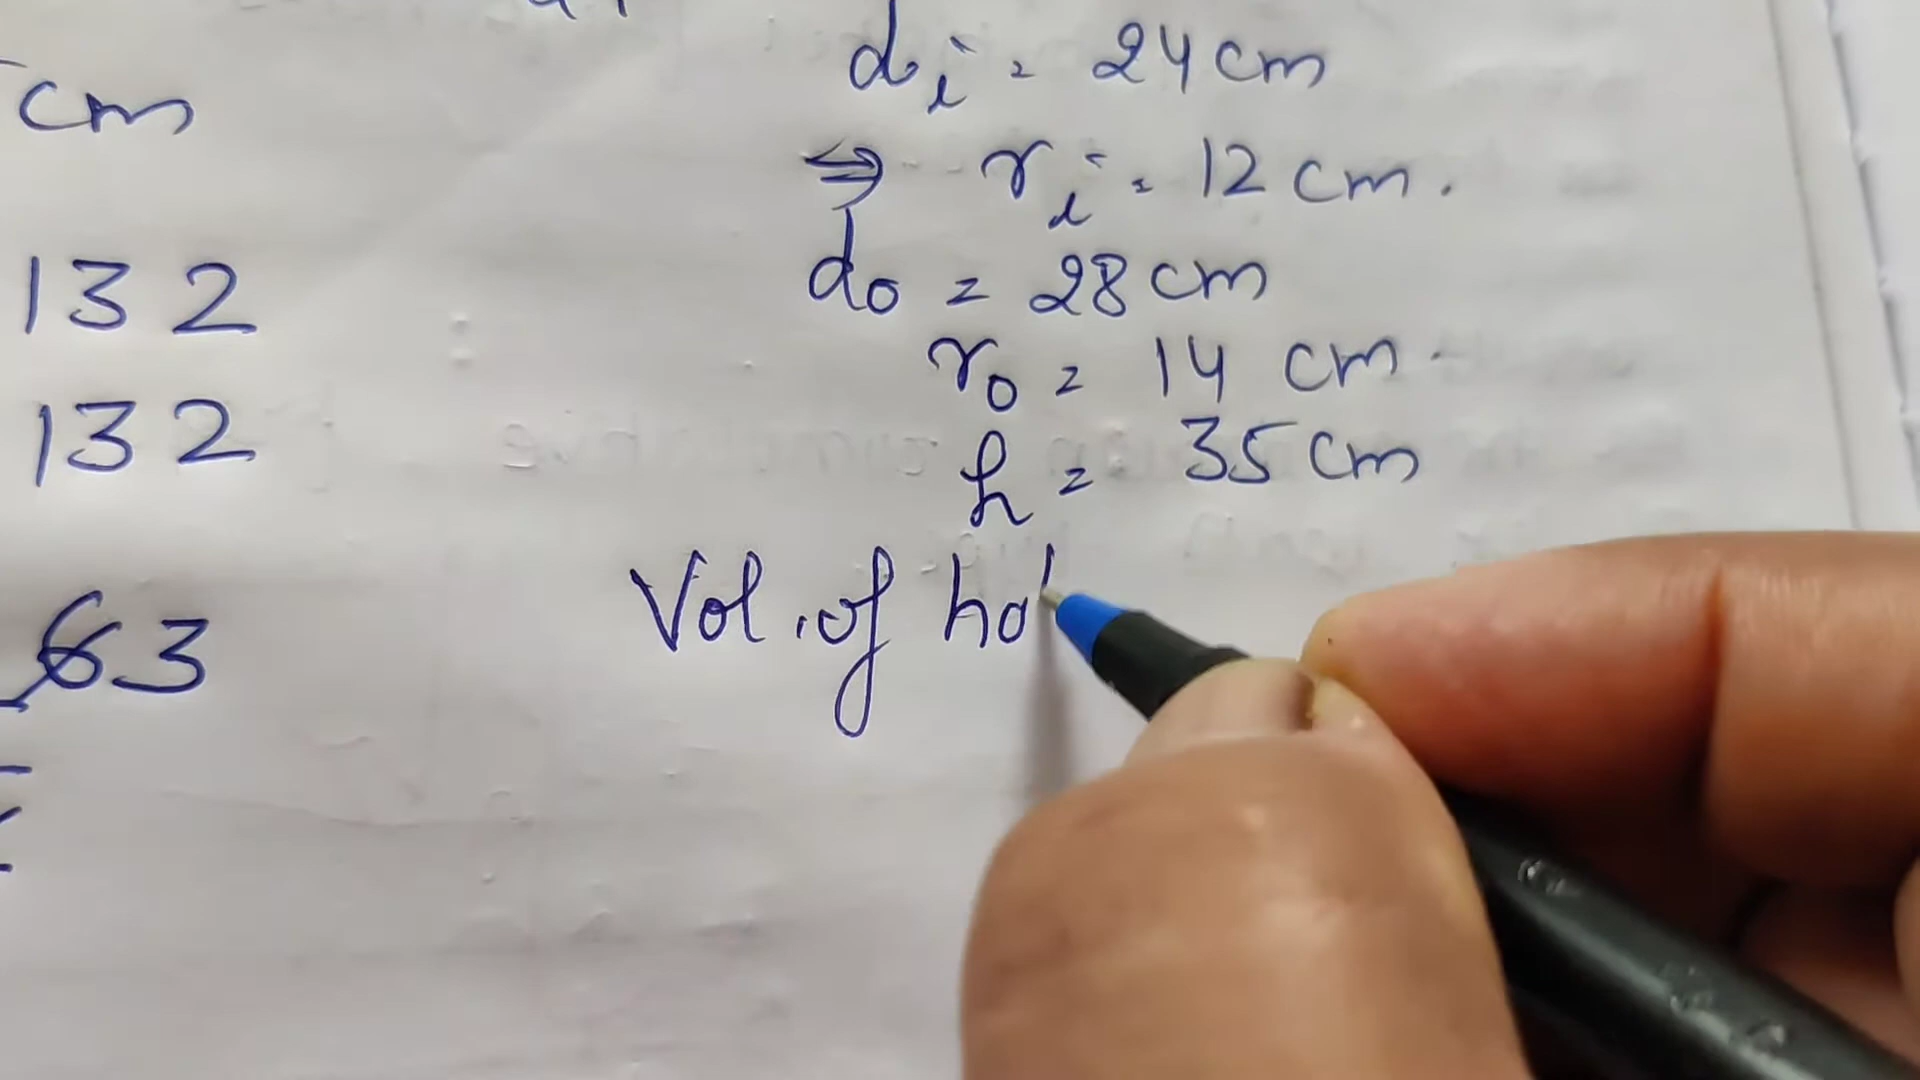 cm
132
132
63
di = 24 cm
⇒ ri = 12 cm.
do = 28 cm
ro = 14 cm.
h = 35 cm
Vol. of hol